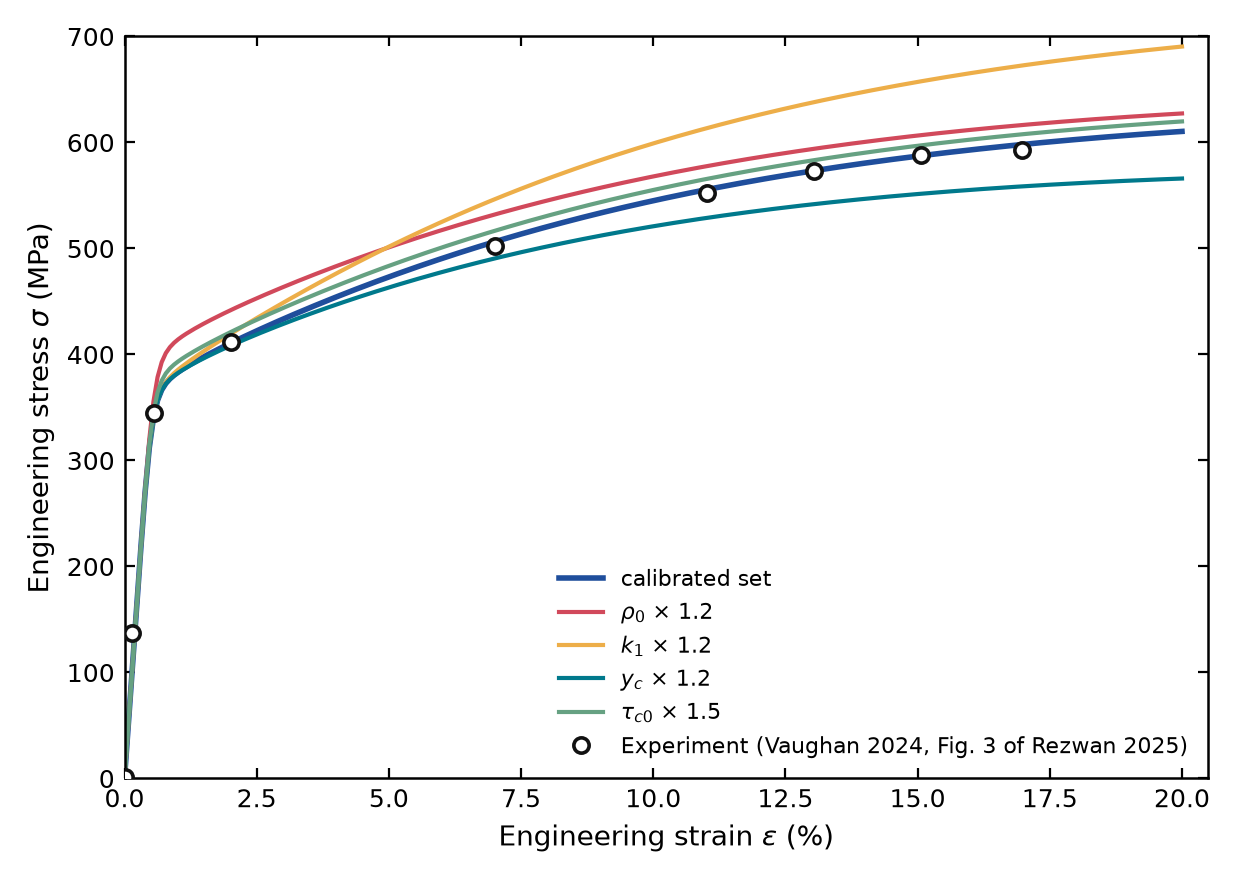 700
600
500
400
300
200
100
0
Engineering stress σ (MPa)
calibrated set
ρ₀ × 1.2
k₁ × 1.2
y_c × 1.2
τ_c0 × 1.5
Experiment (Vaughan 2024, Fig. 3 of Rezwan 2025)
0.0 2.5 5.0 7.5 10.0 12.5 15.0 17.5 20.0
Engineering strain ε (%)